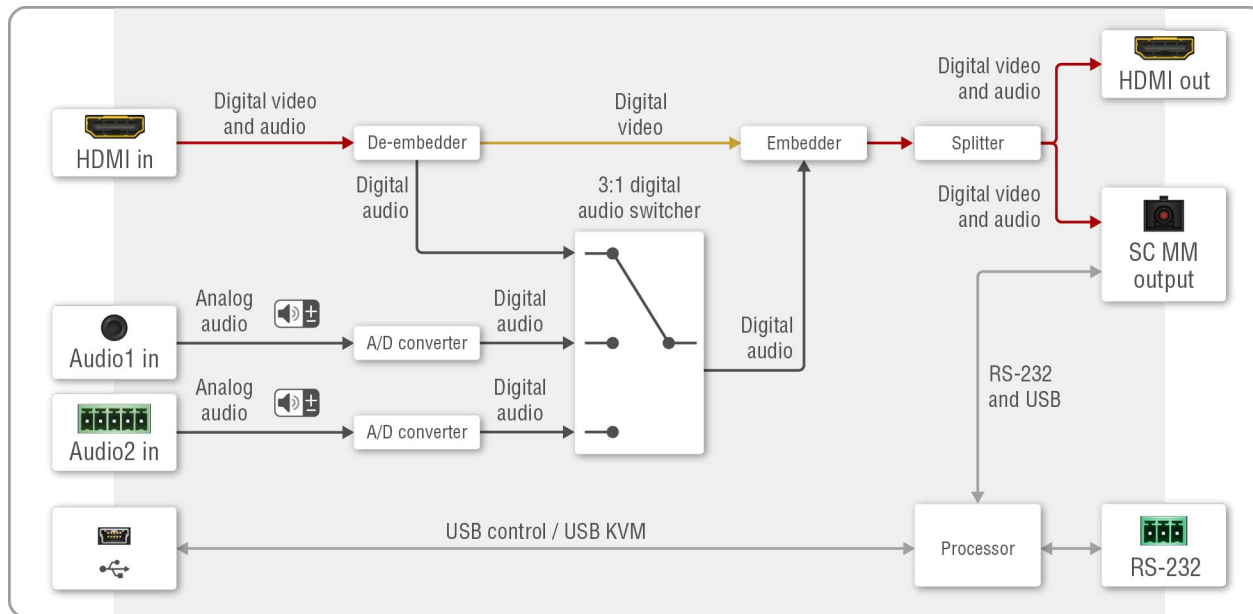 Digital video
and audio
HDMI out
Digital video
and audio
Digital
video
HDMI in
De-embedder
Embedder
Splitter
Digital
audio
3:1 digital
audio switcher
Digital video
and audio
SC MM
output
Analog
audio
Digital
audio
Audio1 in
A/D converter
Digital
audio
Analog
audio
Digital
audio
RS-232
and USB
Audio2 in
A/D converter
USB control / USB KVM
Processor
RS-232